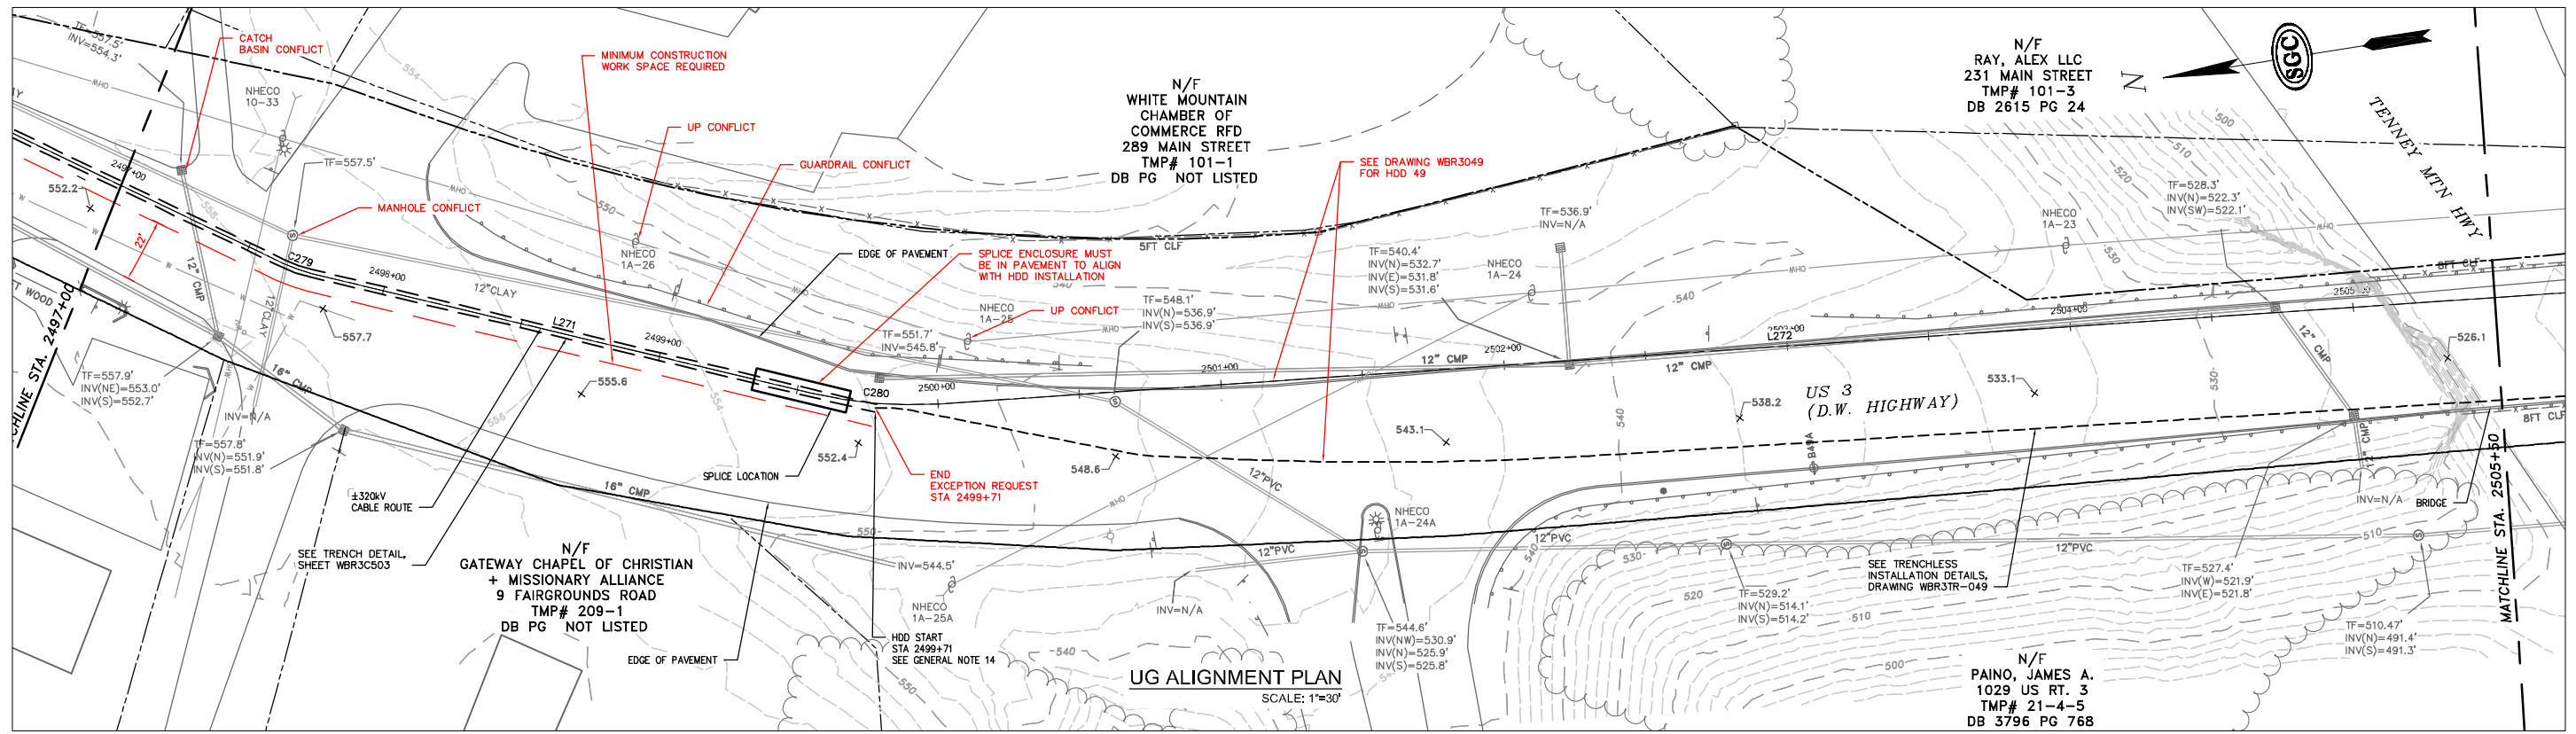 TF=557.5'
INV=554.3'
CATCH
BASIN CONFLICT
MINIMUM CONSTRUCTION
WORK SPACE REQUIRED
NHECO
10-33
UP CONFLICT
GUARDRAIL CONFLICT
TF=557.5'
MANHOLE CONFLICT
552.2
2497+00
22'
C279
2498+00
12"CLAY
12" CMP
12"CLAY
557.7
NHECO
1A-26
EDGE OF PAVEMENT
SPLICE ENCLOSURE MUST
BE IN PAVEMENT TO ALIGN
WITH HDD INSTALLATION
N/F
WHITE MOUNTAIN
CHAMBER OF
COMMERCE RFD
289 MAIN STREET
TMP# 101-1
DB PG NOT LISTED
5FT CLF
SEE DRAWING WBR3049
FOR HDD 49
N/F
RAY, ALEX LLC
231 MAIN STREET
TMP# 101-3
DB 2615 PG 24
N
SGC
TENNEY MTN HWY
TF=528.3'
INV(N)=522.3'
INV(SW)=522.1'
NHECO
1A-23
TF=536.9'
INV=N/A
TF=540.4'
INV(N)=532.7'
INV(E)=531.8'
INV(S)=531.6'
NHECO
1A-24
TF=548.1'
INV(N)=536.9'
INV(S)=536.9'
NHECO
1A-25
UP CONFLICT
TF=551.7'
INV=545.8'
L271
2499+00
C280
2500+00
2501+00
12" CMP
2502+00
12" CMP
2503+00
L272
2504+00
2505+00
8FT CLF
12" CMP
526.1
MATCHLINE STA. 2497+00
TF=557.9'
INV(NE)=553.0'
INV(S)=552.7'
16" CMP
INV=N/A
555.6
TF=557.8'
INV(N)=551.9'
INV(S)=551.8'
±320kV
CABLE ROUTE
16" CMP
SPLICE LOCATION
552.4
END
EXCEPTION REQUEST
STA 2499+71
548.6
12"PVC
543.1
538.2
533.1
US 3
(D.W. HIGHWAY)
B49A
8FT CLF
12" CMP
INV=N/A
BRIDGE
MATCHLINE STA. 2505+50
SEE TRENCH DETAIL,
SHEET WBR3C503
N/F
GATEWAY CHAPEL OF CHRISTIAN
+ MISSIONARY ALLIANCE
9 FAIRGROUNDS ROAD
TMP# 209-1
DB PG NOT LISTED
EDGE OF PAVEMENT
INV=544.5'
NHECO
1A-25A
HDD START
STA 2499+71
SEE GENERAL NOTE 14
NHECO
1A-24A
12"PVC
12"PVC
12"PVC
INV=N/A
TF=544.6'
INV(NW)=530.9'
INV(N)=525.9'
INV(S)=525.8'
TF=529.2'
INV(N)=514.1'
INV(S)=514.2'
SEE TRENCHLESS
INSTALLATION DETAILS,
DRAWING WBR3TR-049
TF=527.4'
INV(W)=521.9'
INV(E)=521.8'
TF=510.47'
INV(N)=491.4'
INV(S)=491.3'
N/F
PAINO, JAMES A.
1029 US RT. 3
TMP# 21-4-5
DB 3796 PG 768
UG ALIGNMENT PLAN
SCALE: 1"=30'